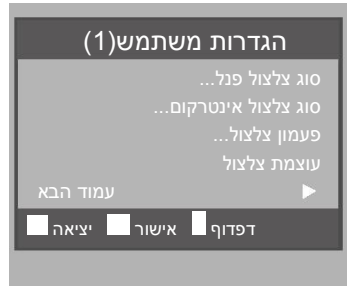 הגדרות משתמש(1)
סוג צלצול פנל...
סוג צלצול אינטרקום...
פעמון צלצול...
עוצמת צלצול
עמוד הבא
דפדוף אישור יציאה